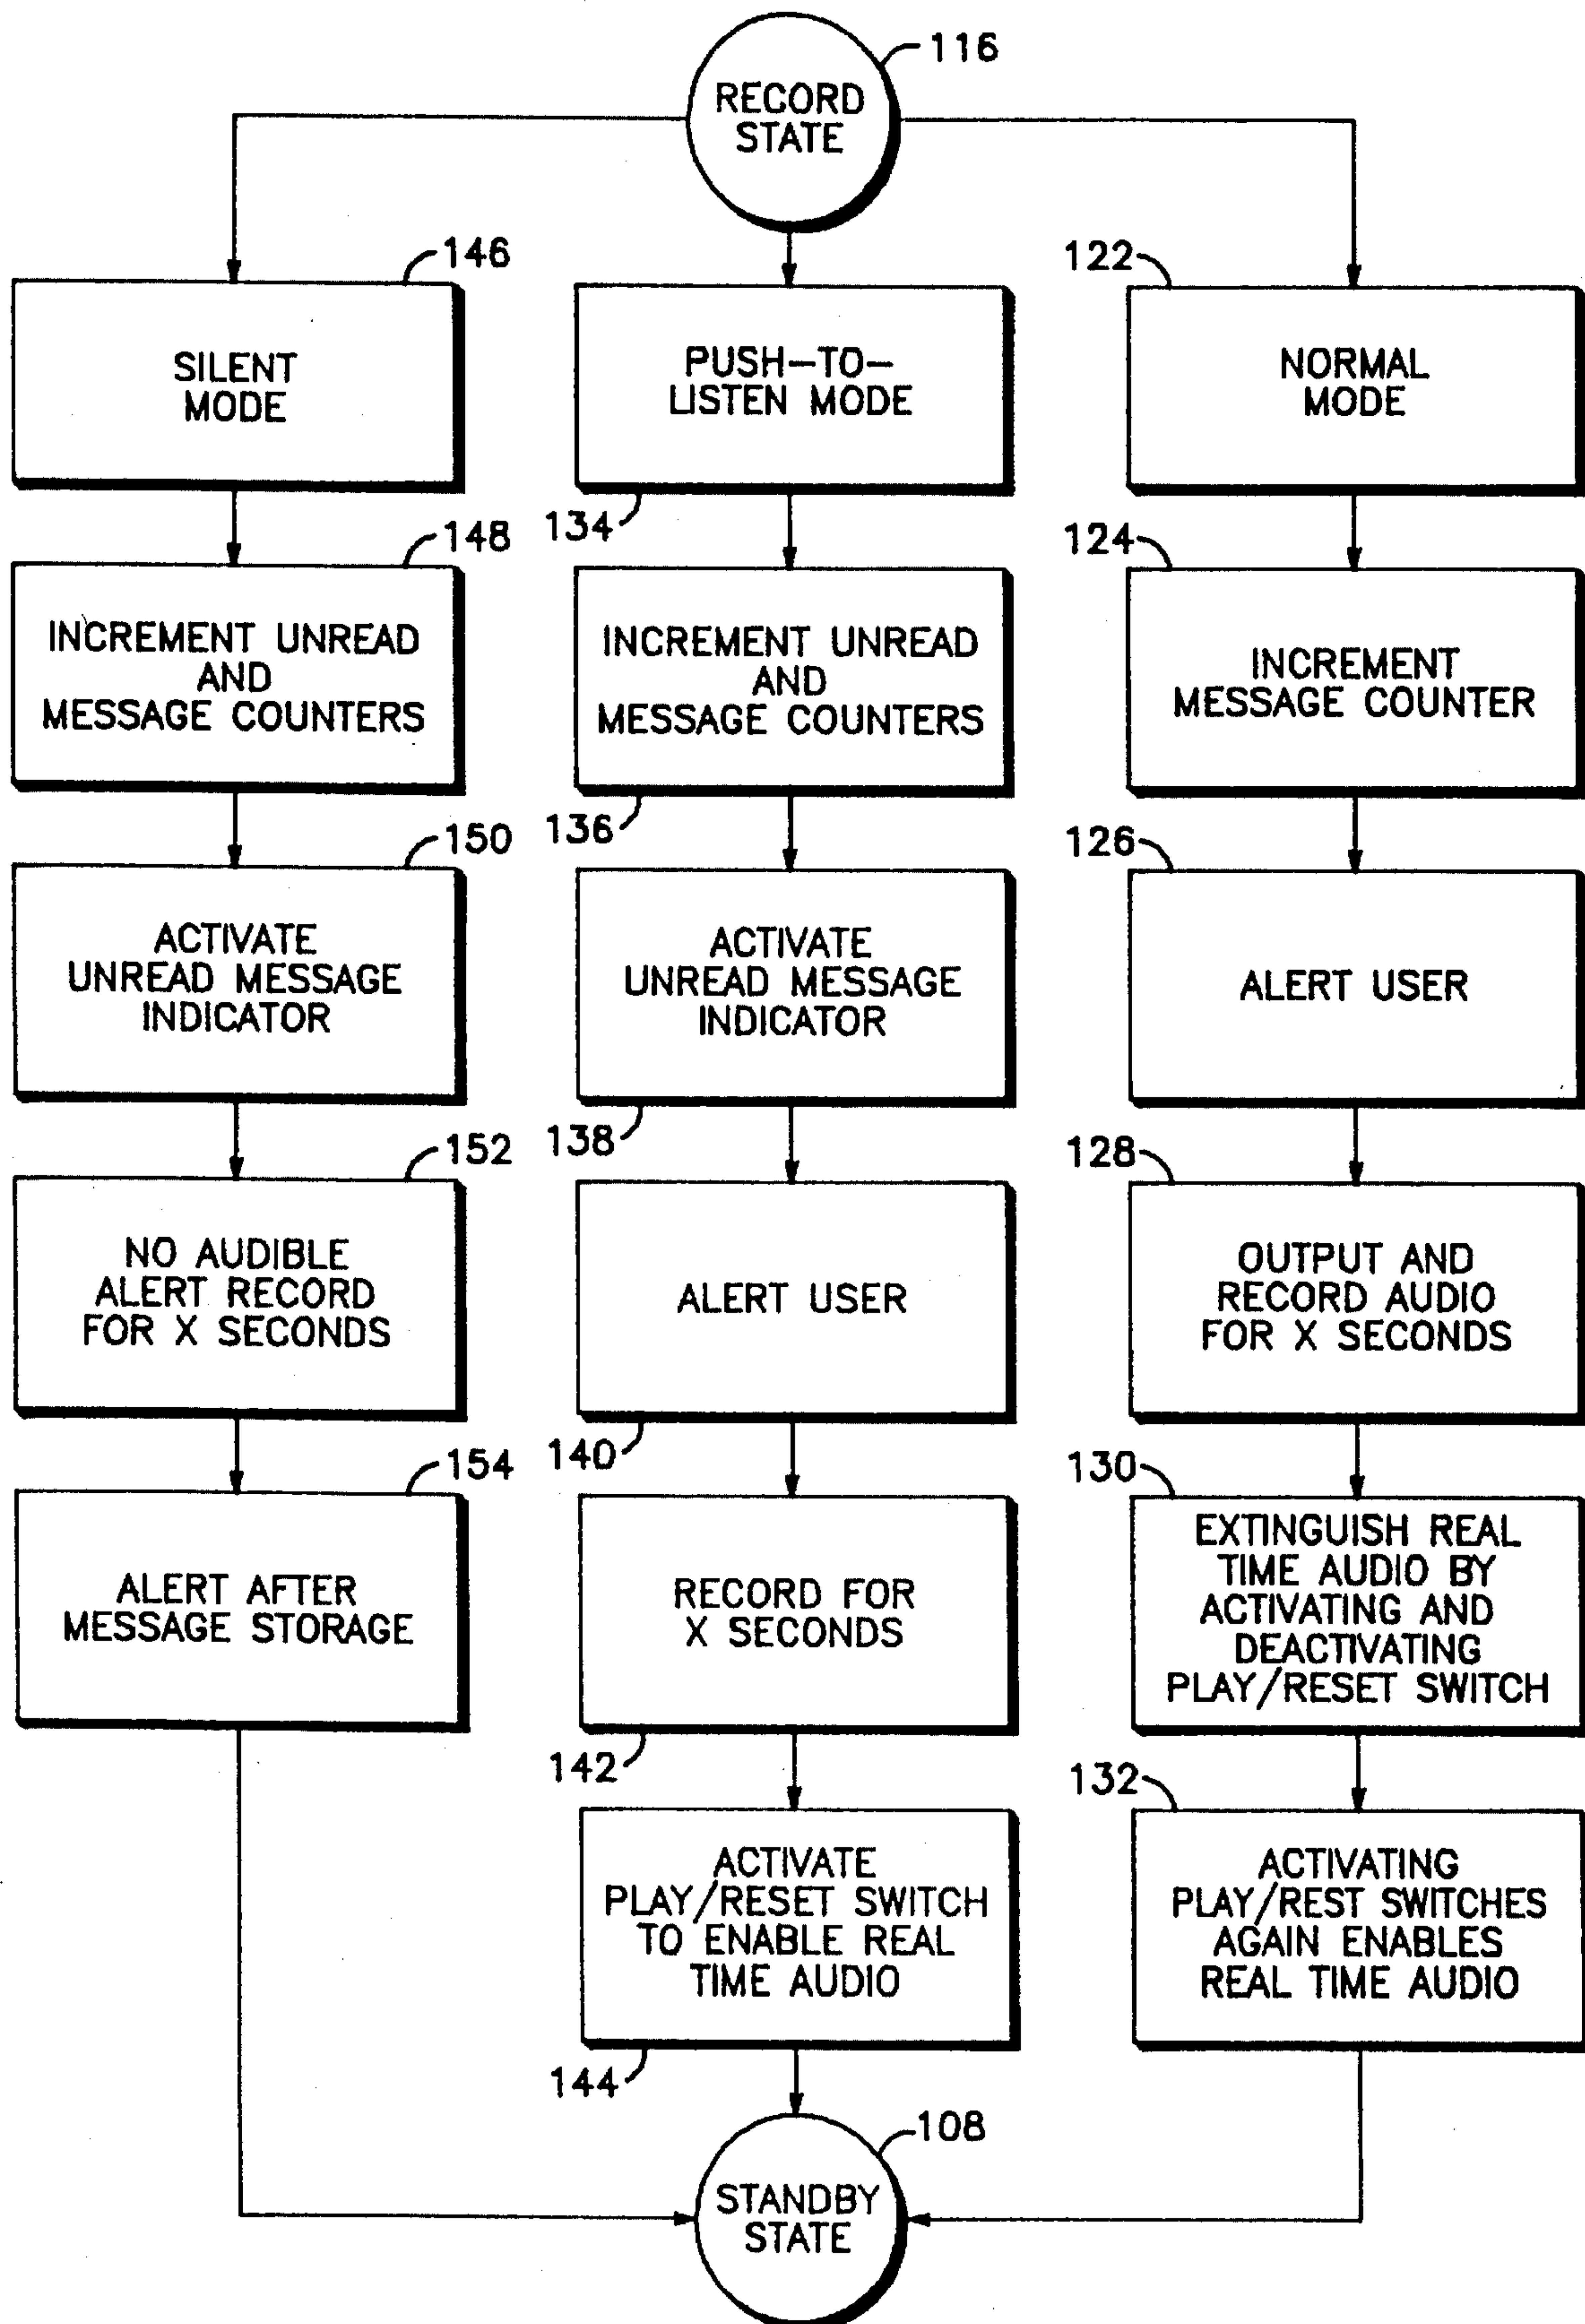 116
RECORD
STATE
146
SILENT
MODE
148
INCREMENT UNREAD
AND
MESSAGE COUNTERS
150
ACTIVATE
UNREAD MESSAGE
INDICATOR
152
NO AUDIBLE
ALERT RECORD
FOR X SECONDS
154
ALERT AFTER
MESSAGE STORAGE
PUSH-TO-
LISTEN MODE
134
INCREMENT UNREAD
AND
MESSAGE COUNTERS
136
ACTIVATE
UNREAD MESSAGE
INDICATOR
138
ALERT USER
140
RECORD FOR
X SECONDS
142
ACTIVATE
PLAY/RESET SWITCH
TO ENABLE REAL
TIME AUDIO
144
122
NORMAL
MODE
124
INCREMENT
MESSAGE COUNTER
126
ALERT USER
128
OUTPUT AND
RECORD AUDIO
FOR X SECONDS
130
EXTINGUISH REAL
TIME AUDIO BY
ACTIVATING AND
DEACTIVATING
PLAY/RESET SWITCH
132
ACTIVATING
PLAY/REST SWITCHES
AGAIN ENABLES
REAL TIME AUDIO
108
STANDBY
STATE